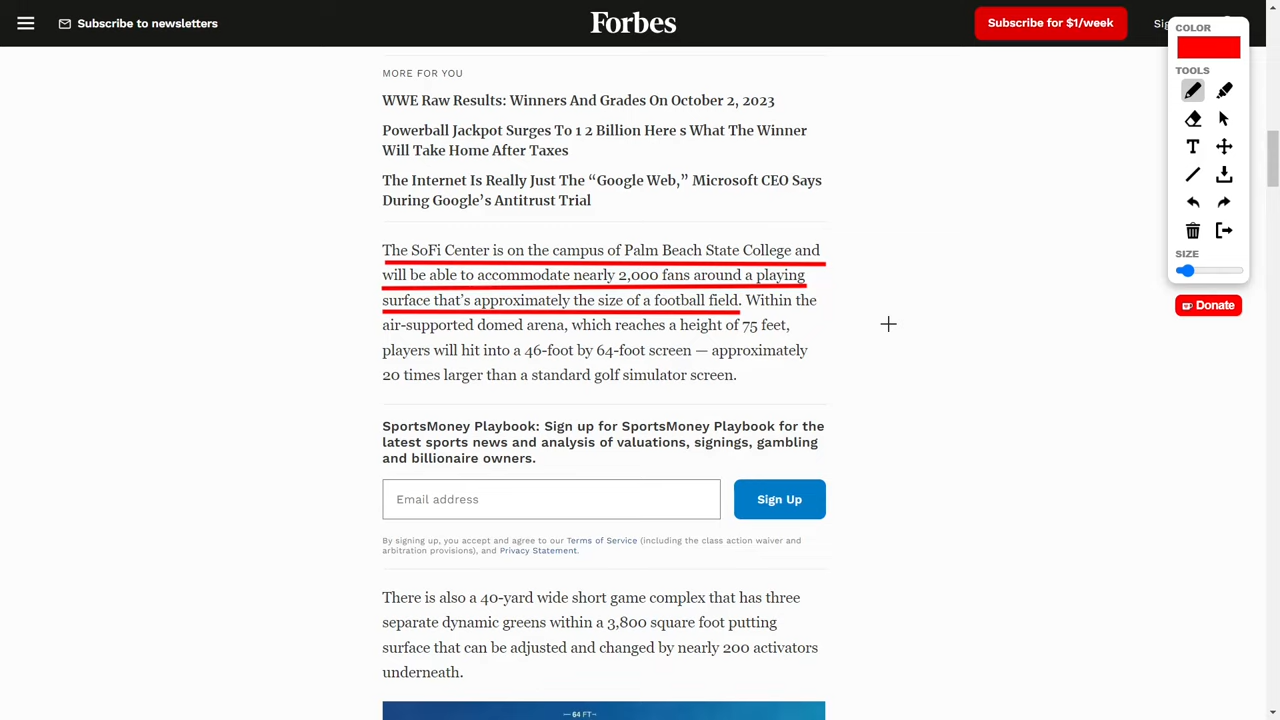 Subscribe to newsletters
Forbes
Subscribe for $1/week
COLOR
TOOLS
MORE FOR YOU
WWE Raw Results: Winners And Grades On October 2, 2023
Powerball Jackpot Surges To 1 2 Billion Here s What The Winner
Will Take Home After Taxes
The Internet Is Really Just The “Google Web,” Microsoft CEO Says
During Google’s Antitrust Trial
The SoFi Center is on the campus of Palm Beach State College and
will be able to accommodate nearly 2,000 fans around a playing
surface that’s approximately the size of a football field. Within the
air-supported domed arena, which reaches a height of 75 feet,
players will hit into a 46-foot by 64-foot screen — approximately
20 times larger than a standard golf simulator screen.
T
SIZE
Donate
SportsMoney Playbook: Sign up for SportsMoney Playbook for the
latest sports news and analysis of valuations, signings, gambling
and billionaire owners.
Email address
Sign Up
By signing up, you accept and agree to our Terms of Service (including the class action waiver and
arbitration provisions), and Privacy Statement.
There is also a 40-yard wide short game complex that has three
separate dynamic greens within a 3,800 square foot putting
surface that can be adjusted and changed by nearly 200 activators
underneath.
64 FT